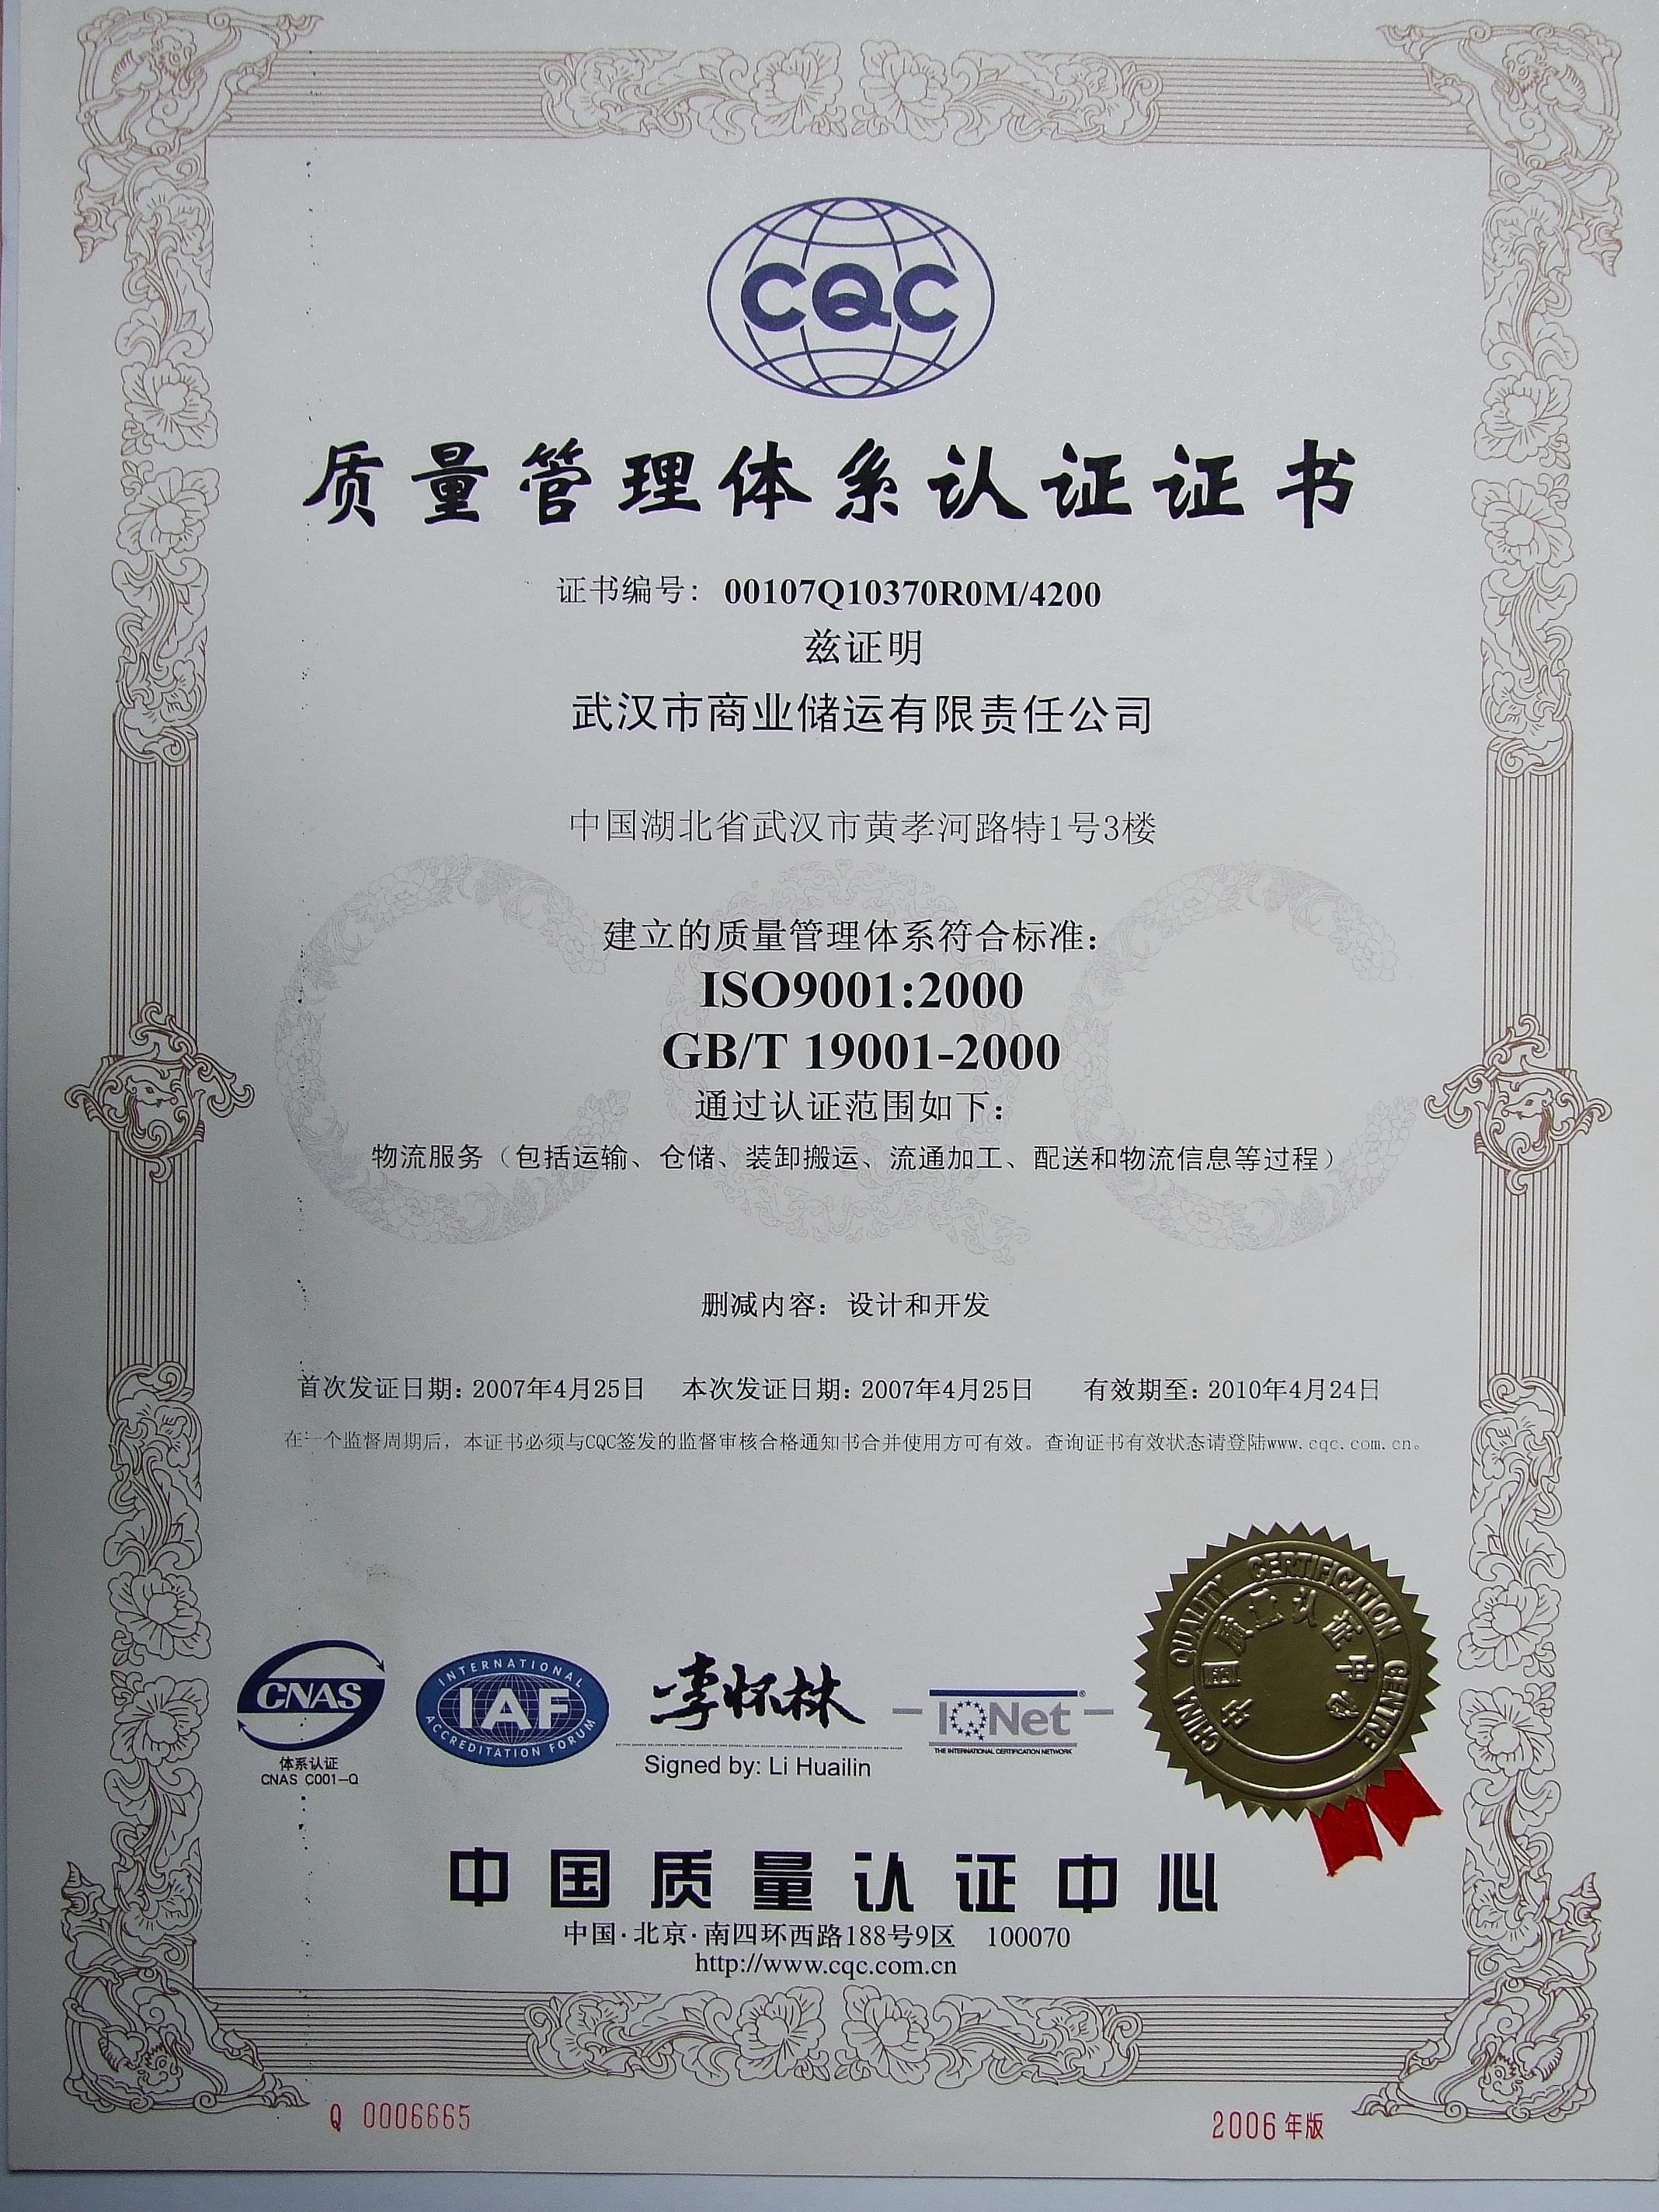 CQC
质量管理体系认证证书
证书编号: 00107Q10370R0M/4200
兹证明
武汉市商业储运有限责任公司
中国湖北省武汉市黄孝河路特1号3楼
建立的质量管理体系符合标准:
ISO9001:2000
GB/T 19001-2000
通过认证范围如下:
物流服务（包括运输、仓储、装卸搬运、流通加工、配送和物流信息等过程）
删减内容: 设计和开发
首次发证日期: 2007年4月25日 本次发证日期: 2007年4月25日 有效期至: 2010年4月24日
在一个监督周期后，本证书必须与CQC签发的监督审核合格通知书合并使用方可有效。查询证书有效状态请登陆www.cqc.com.cn。
CNAS
体系认证
CNAS C001-Q
INTERNATIONAL
IAF
ACCREDITATION FORUM
李怀林
Signed by: Li Huailin
IQNet®
THE INTERNATIONAL CERTIFICATION NETWORK
CHINA QUALITY CERTIFICATION CENTRE
中国质量认证中心
中国质量认证中心
中国·北京·南四环西路188号9区 100070
http://www.cqc.com.cn
Q 0006665
2006年版